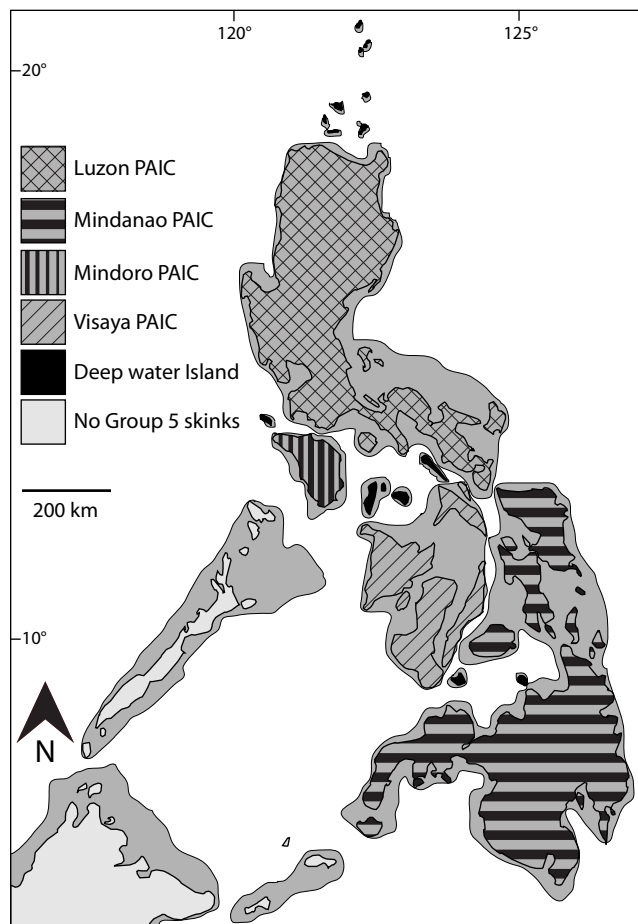 120°
125°
20°
Luzon PAIC
Mindanao PAIC
Mindoro PAIC
Visaya PAIC
Deep water Island
No Group 5 skinks
200 km
10°
N